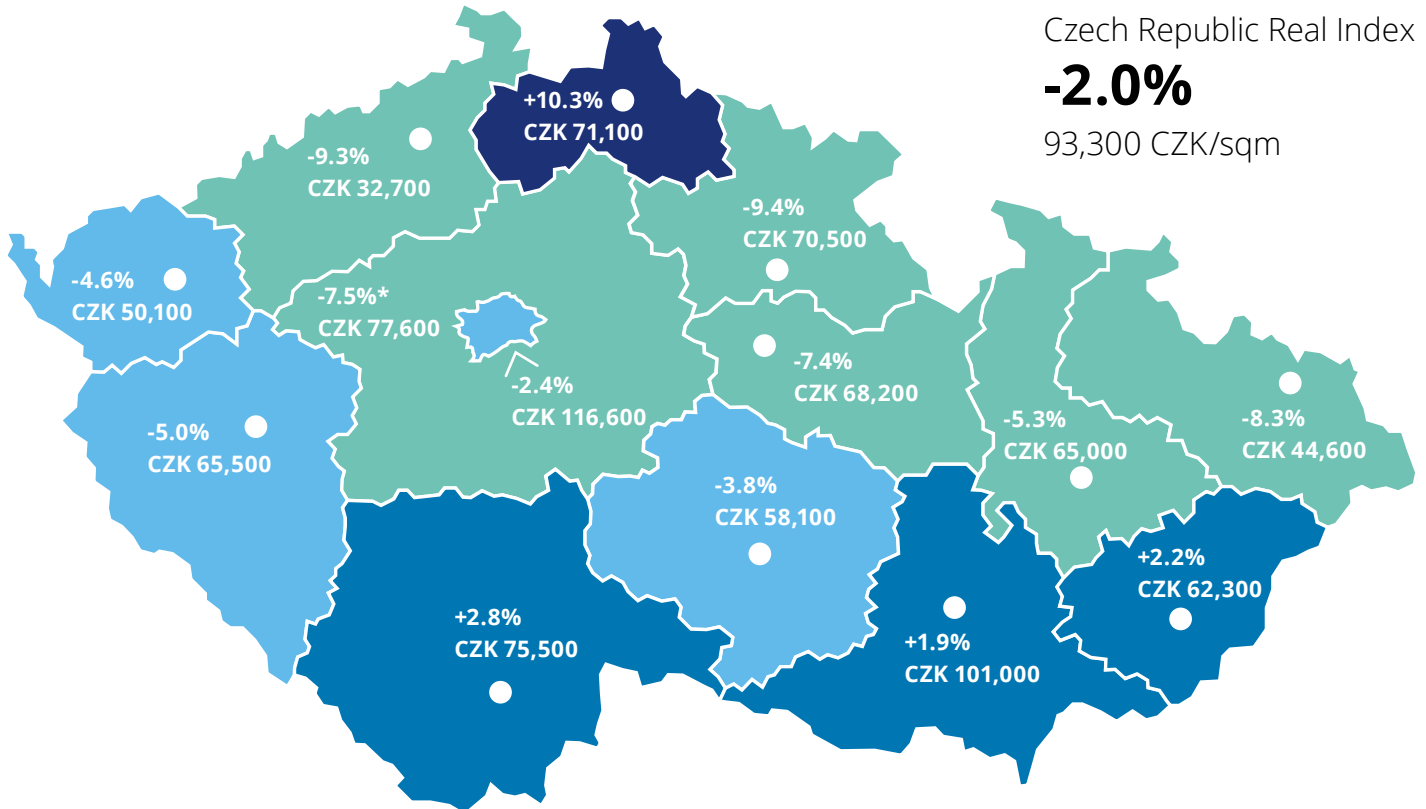 Czech Republic Real Index
-2.0%
93,300 CZK/sqm
+10.3%
CZK 71,100
-9.3%
CZK 32,700
-9.4%
CZK 70,500
-4.6%
CZK 50,100
-7.5%*
CZK 77,600
-2.4%
CZK 116,600
-7.4%
CZK 68,200
-5.0%
CZK 65,500
-5.3%
CZK 65,000
-8.3%
CZK 44,600
-3.8%
CZK 58,100
+2.2%
CZK 62,300
+2.8%
CZK 75,500
+1.9%
CZK 101,000